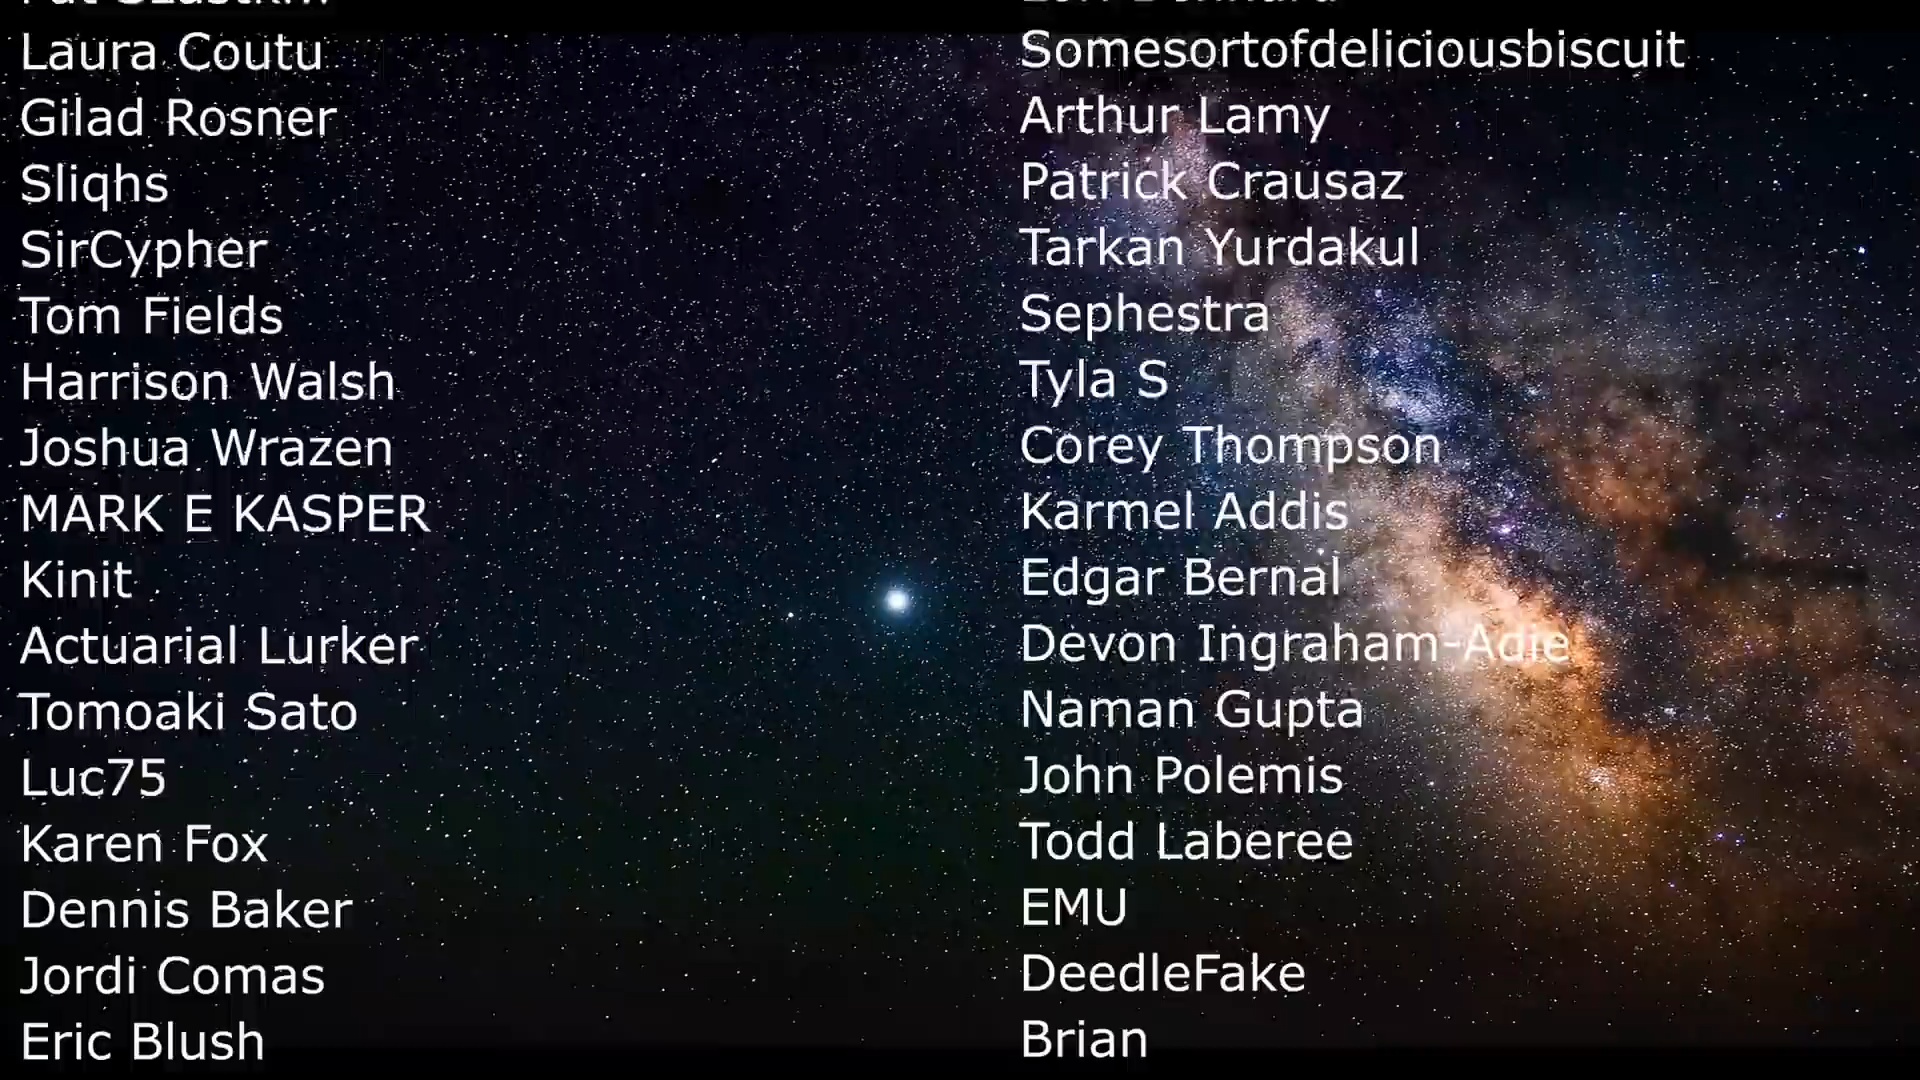 Laura Coutu
Gilad Rosner
Sliqhs
SirCypher
Tom Fields
Harrison Walsh
Joshua Wrazen
MARK E KASPER
Kinit
Actuarial Lurker
Tomoaki Sato
Luc75
Karen Fox
Dennis Baker
Jordi Comas
Eric Blush
Somesortofdeliciousbiscuit
Arthur Lamy
Patrick Crausaz
Tarkan Yurdakul
Sephestra
Tyla S
Corey Thompson
Karmel Addis
Edgar Bernal
Devon Ingraham-Adie
Naman Gupta
John Polemis
Todd Laberee
EMU
DeedleFake
Brian